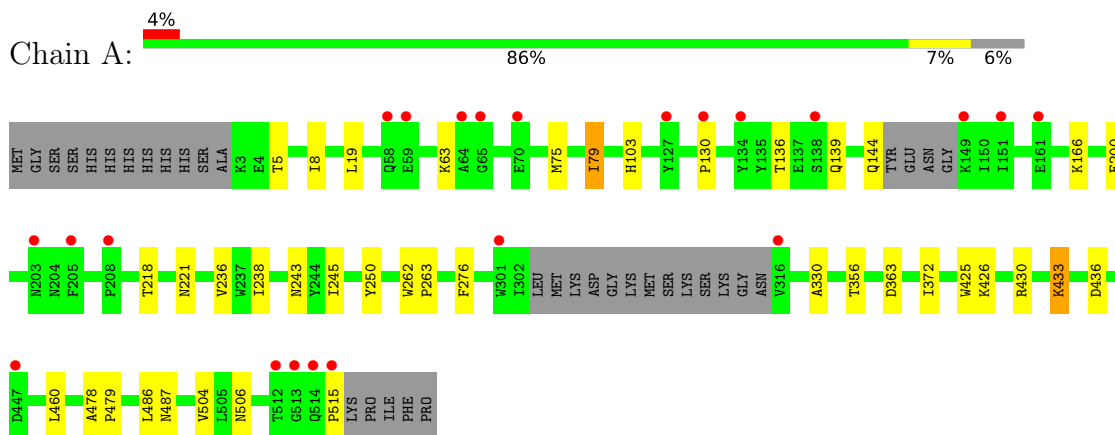 4%
Chain A:
86% 7% 6%
MET GLY SER SER HIS HIS HIS HIS HIS HIS SER ALA K3 E4 T5 I8 L19 Q58 E59 K63 A64 G65 E70 M75 I79 H103 Y127 P130 Y134 Y135 T136 E137 S138 Q139 Q144 TYR GLU ASN GLY K149 I150 I151 E161 K166
N203 N204 F205 P208 T218 N221 V236 W237 I238 N243 Y244 I245 Y250 W262 P263 F276 W301 I302 LEU MET LYS ASP GLY LYS MET SER LYS SER LYS GLY ASN V316 A330 T356 D363 I372 W425 K426 R430 K433 D436
D447 L460 A478 P479 L486 N487 V504 L505 N506 T512 G513 Q514 P515 LYS PRO ILE PHE PRO